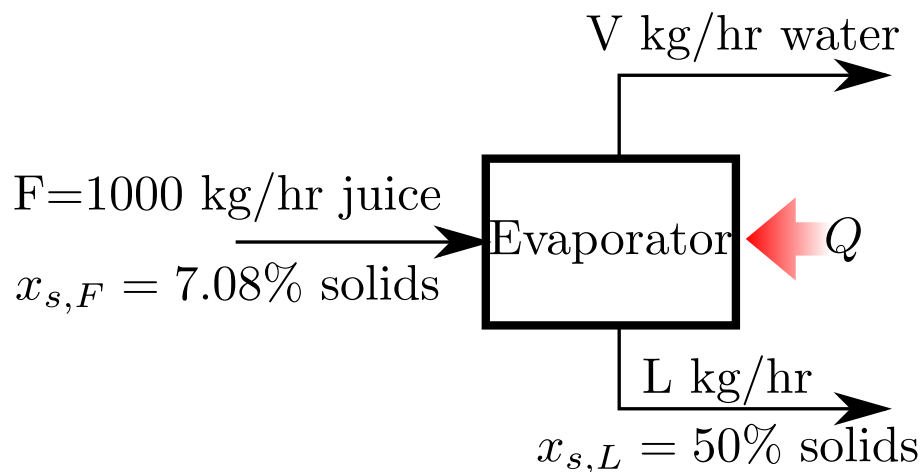 V kg/hr water
F=1000 kg/hr juice
Evaporator
Q
x_{s,F} = 7.08% solids
L kg/hr
x_{s,L} = 50% solids